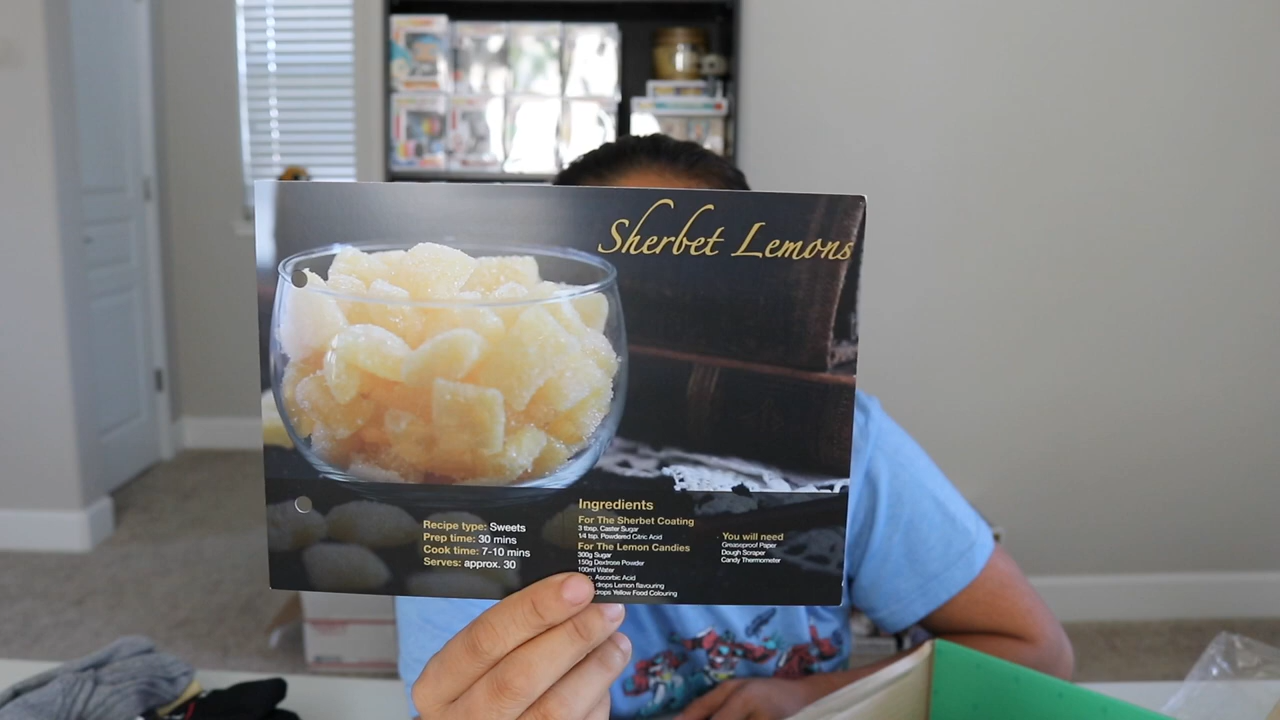 Sherbet Lemons
Recipe type: Sweets
Prep time: 30 mins
Cook time: 7-10 mins
Serves: approx. 30
Ingredients
For The Sherbet Coating
3 tbsp. Caster Sugar
1/4 tsp. Powdered Citric Acid
For The Lemon Candies
300g Sugar
150g Dextrose Powder
100ml Water
Ascorbic Acid
drops Lemon flavouring
drops Yellow Food Colouring
You will need
Greaseproof Paper
Dough Scraper
Candy Thermometer